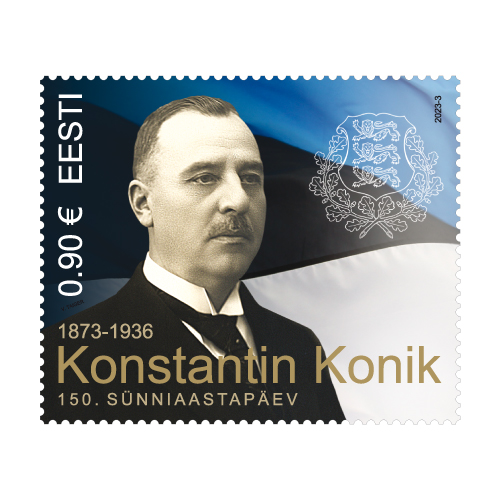 0.90 € EESTI
2023-3
1873-1936
Konstantin Konik
150. SÜNNIAASTAPÄEV